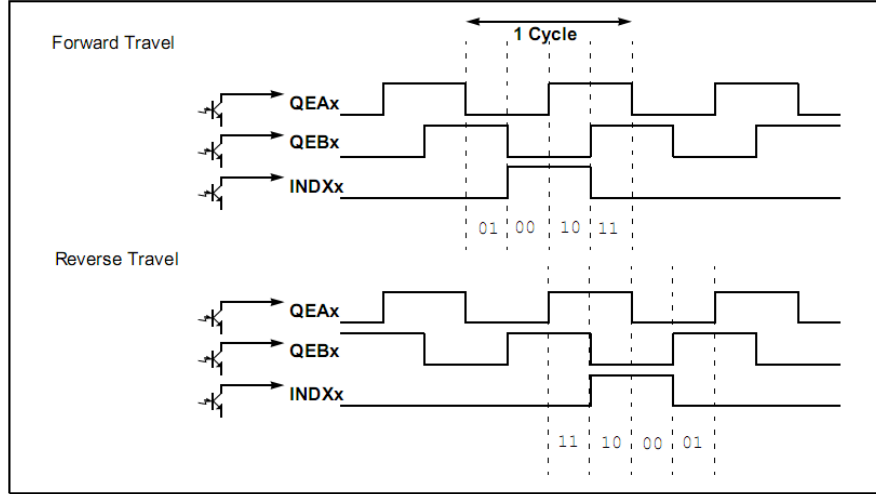 1 Cycle
Forward Travel
QEAx
QEBx
INDXx
01 00 10 11
Reverse Travel
QEAx
QEBx
INDXx
11 10 00 01